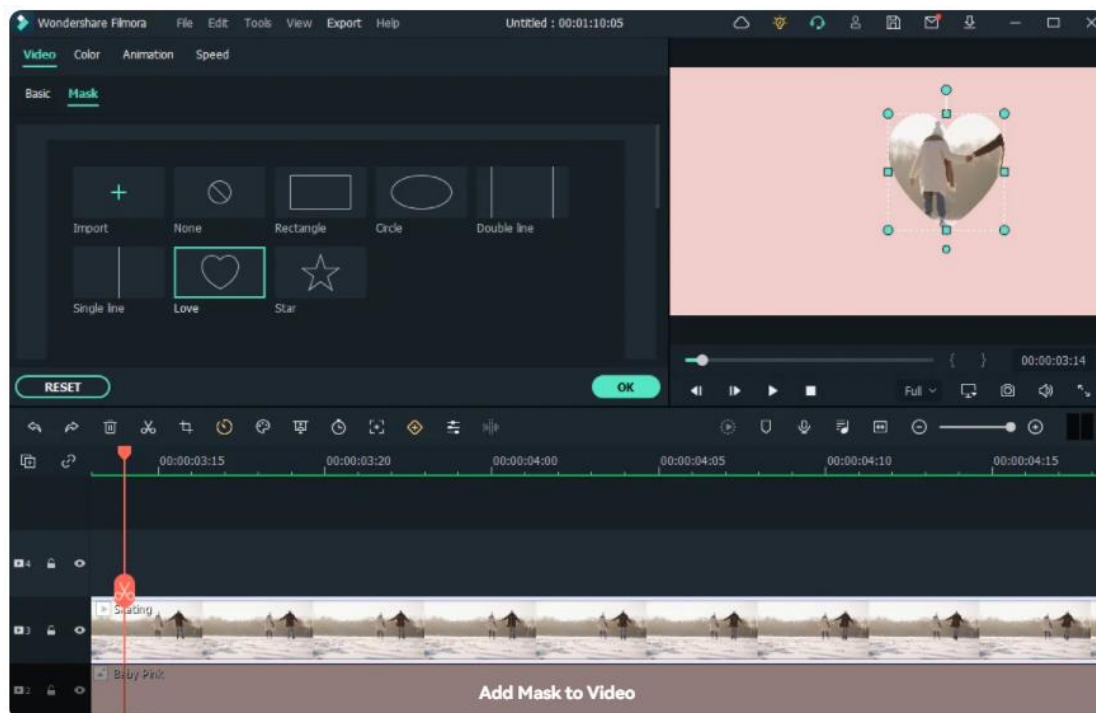 Wondershare Filmora File Edit Tools View Export Help Untitled : 00:01:10:05
Video Color Animation Speed
Basic Mask
Import None Rectangle Circle Double line
Single line Love Star
RESET OK
00:00:03:14
Full
00:00:03:15 00:00:03:20 00:00:04:00 00:00:04:05 00:00:04:10 00:00:04:15
4
3 Skating
2 Baby Pink
Add Mask to Video